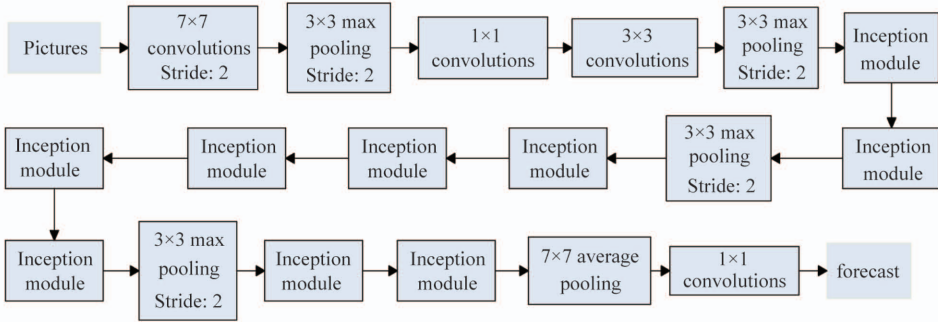 Pictures
7×7
convolutions
Stride: 2
3×3 max
pooling
Stride: 2
1×1
convolutions
3×3
convolutions
3×3 max
pooling
Stride: 2
Inception
module
Inception
module
Inception
module
Inception
module
Inception
module
3×3 max
pooling
Stride: 2
Inception
module
Inception
module
3×3 max
pooling
Stride: 2
Inception
module
Inception
module
7×7 average
pooling
1×1
convolutions
forecast